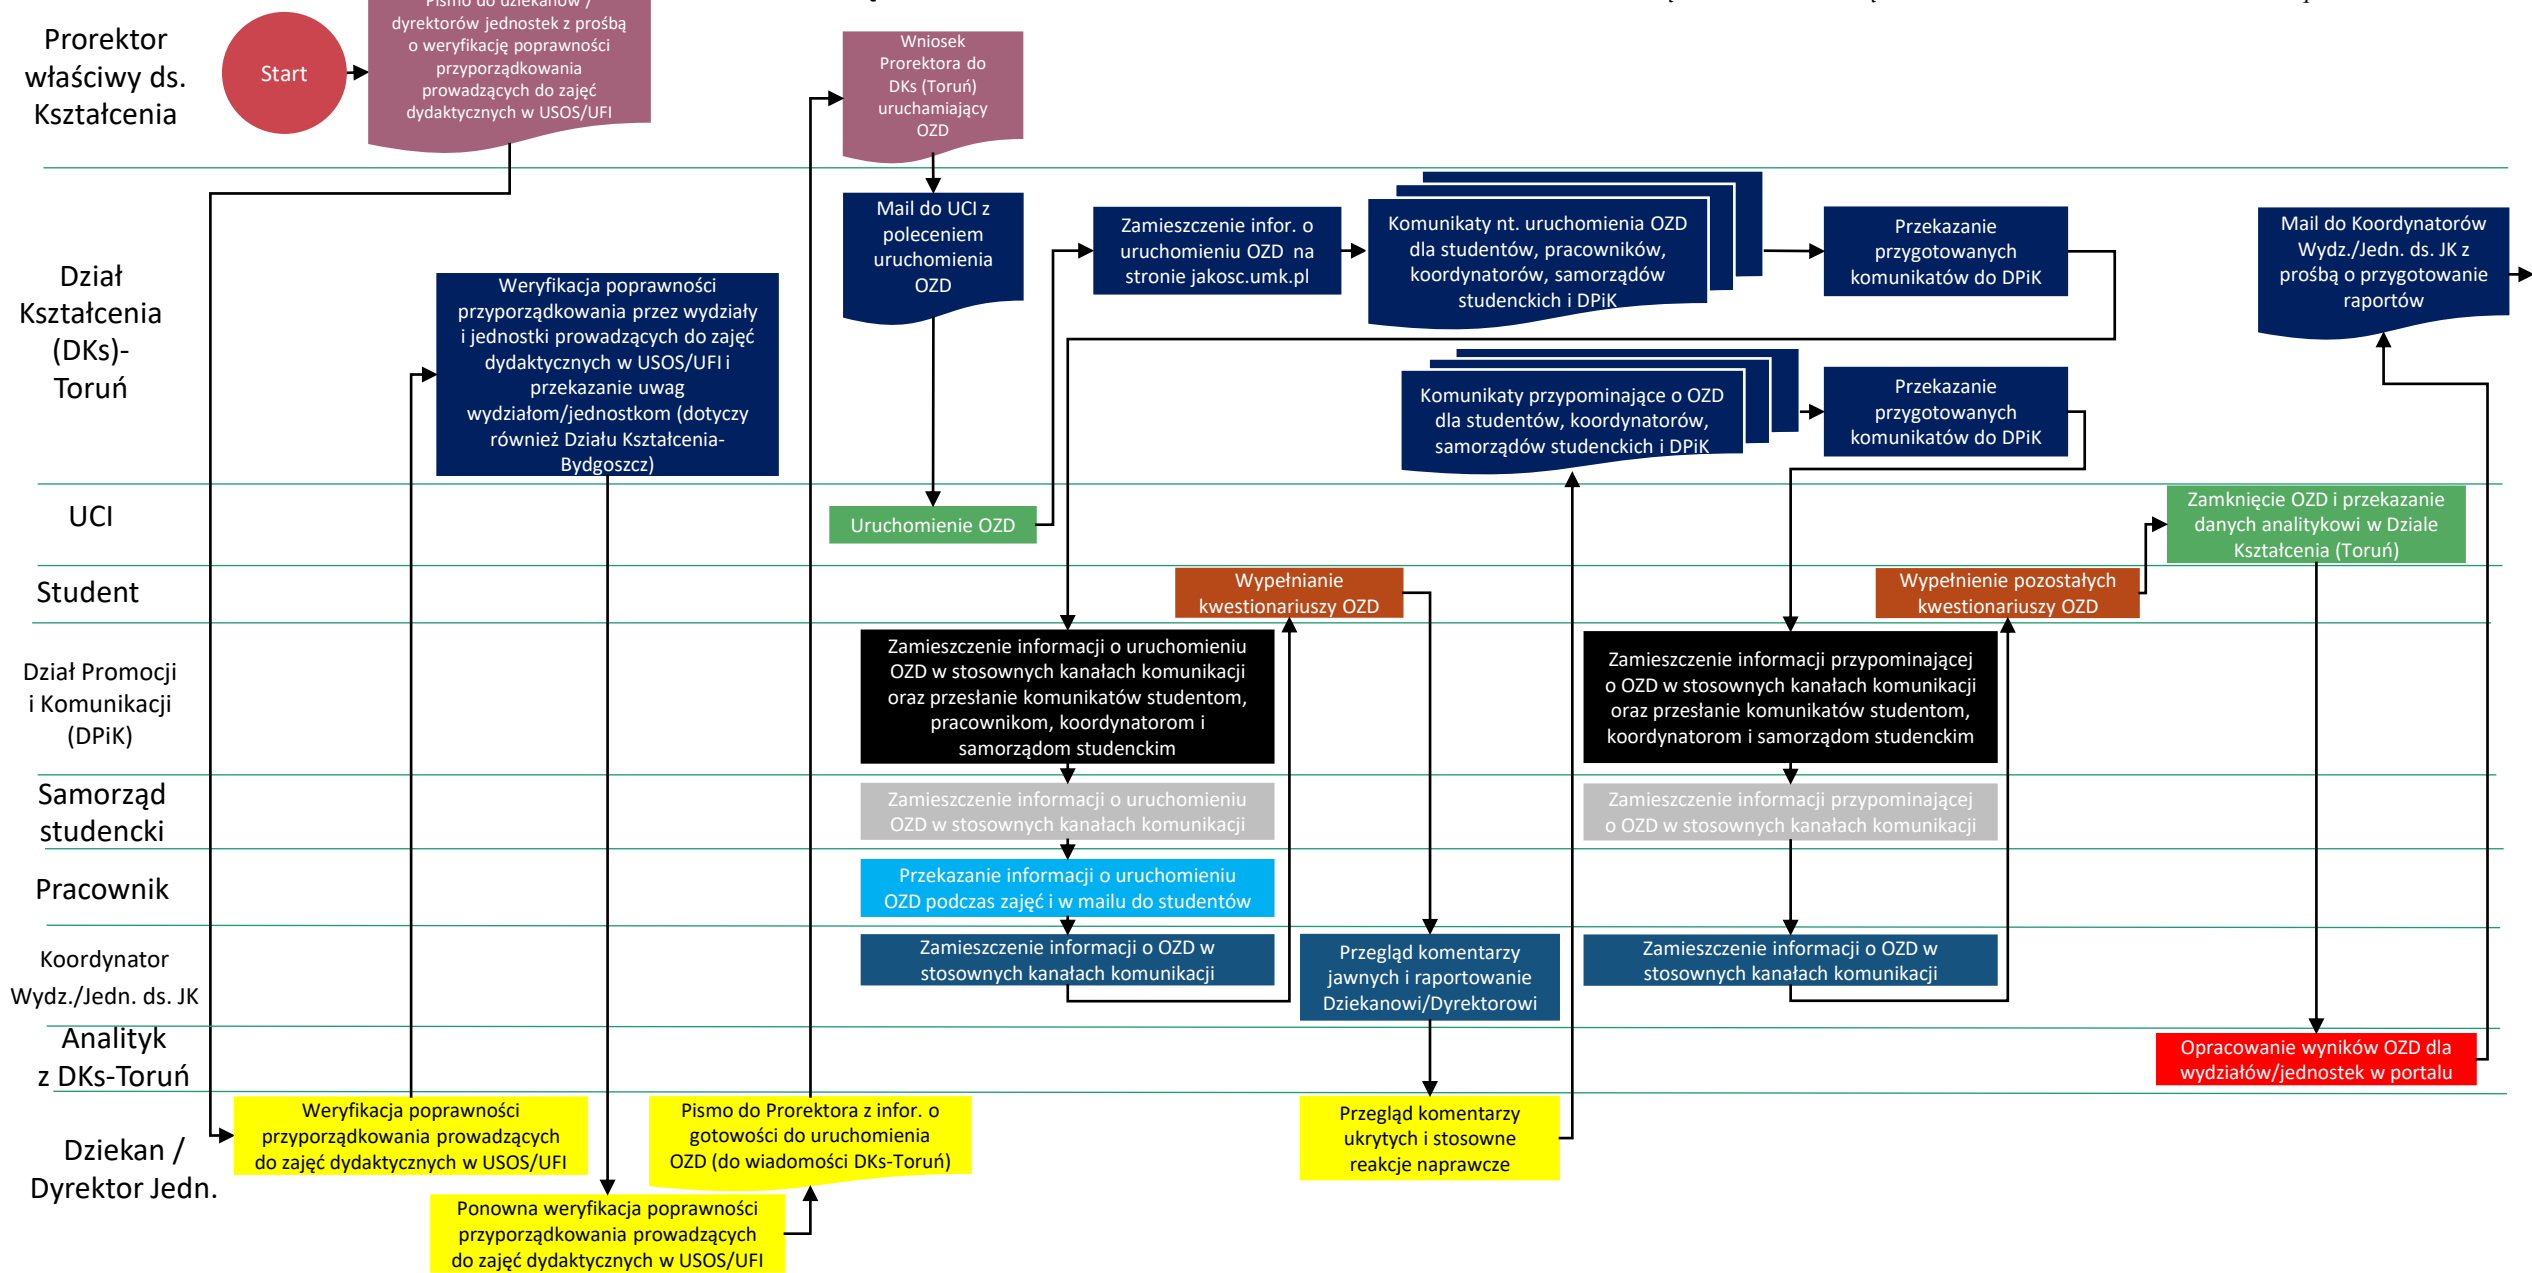 Prorektor
właściwy ds.
Kształcenia
Start
Pismo do dziekanów /
dyrektorów jednostek z prośbą
o weryfikację poprawności
przyporządkowania
prowadzących do zajęć
dydaktycznych w USOS/UFI
Wniosek
Prorektora do
DKs (Toruń)
uruchamiający
OZD
Dział
Kształcenia
(DKs)-
Toruń
Weryfikacja poprawności
przyporządkowania przez wydziały
i jednostki prowadzących do zajęć
dydaktycznych w USOS/UFI i
przekazanie uwag
wydziałom/jednostkom (dotyczy
również Działu Kształcenia-
Bydgoszcz)
Mail do UCI z
poleceniem
uruchomienia
OZD
Zamieszczenie infor. o
uruchomieniu OZD na
stronie jakosc.umk.pl
Komunikaty nt. uruchomienia OZD
dla studentów, pracowników,
koordynatorów, samorządów
studenckich i DPiK
Przekazanie
przygotowanych
komunikatów do DPiK
Mail do Koordynatorów
Wydz./Jedn. ds. JK z
prośbą o przygotowanie
raportów
Komunikaty przypominające o OZD
dla studentów, koordynatorów,
samorządów studenckich i DPiK
Przekazanie
przygotowanych
komunikatów do DPiK
UCI
Uruchomienie OZD
Zamknięcie OZD i przekazanie
danych analitykowi w Dziale
Kształcenia (Toruń)
Student
Wypełnianie
kwestionariuszy OZD
Wypełnienie pozostałych
kwestionariuszy OZD
Dział Promocji
i Komunikacji
(DPiK)
Zamieszczenie informacji o uruchomieniu
OZD w stosownych kanałach komunikacji
oraz przesłanie komunikatów studentom,
pracownikom, koordynatorom i
samorządom studenckim
Zamieszczenie informacji przypominającej
o OZD w stosownych kanałach komunikacji
oraz przesłanie komunikatów studentom,
koordynatorom i samorządom studenckim
Samorząd
studencki
Zamieszczenie informacji o uruchomieniu
OZD w stosownych kanałach komunikacji
Zamieszczenie informacji przypominającej
o OZD w stosownych kanałach komunikacji
Pracownik
Przekazanie informacji o uruchomieniu
OZD podczas zajęć i w mailu do studentów
Koordynator
Wydz./Jedn. ds. JK
Zamieszczenie informacji o OZD w
stosownych kanałach komunikacji
Przegląd komentarzy
jawnych i raportowanie
Dziekanowi/Dyrektorowi
Zamieszczenie informacji o OZD w
stosownych kanałach komunikacji
Analityk
z DKs-Toruń
Opracowanie wyników OZD dla
wydziałów/jednostek w portalu
Dziekan /
Dyrektor Jedn.
Weryfikacja poprawności
przyporządkowania prowadzących
do zajęć dydaktycznych w USOS/UFI
Pismo do Prorektora z infor. o
gotowości do uruchomienia
OZD (do wiadomości DKs-Toruń)
Przegląd komentarzy
ukrytych i stosowne
reakcje naprawcze
Ponowna weryfikacja poprawności
przyporządkowania prowadzących
do zajęć dydaktycznych w USOS/UFI